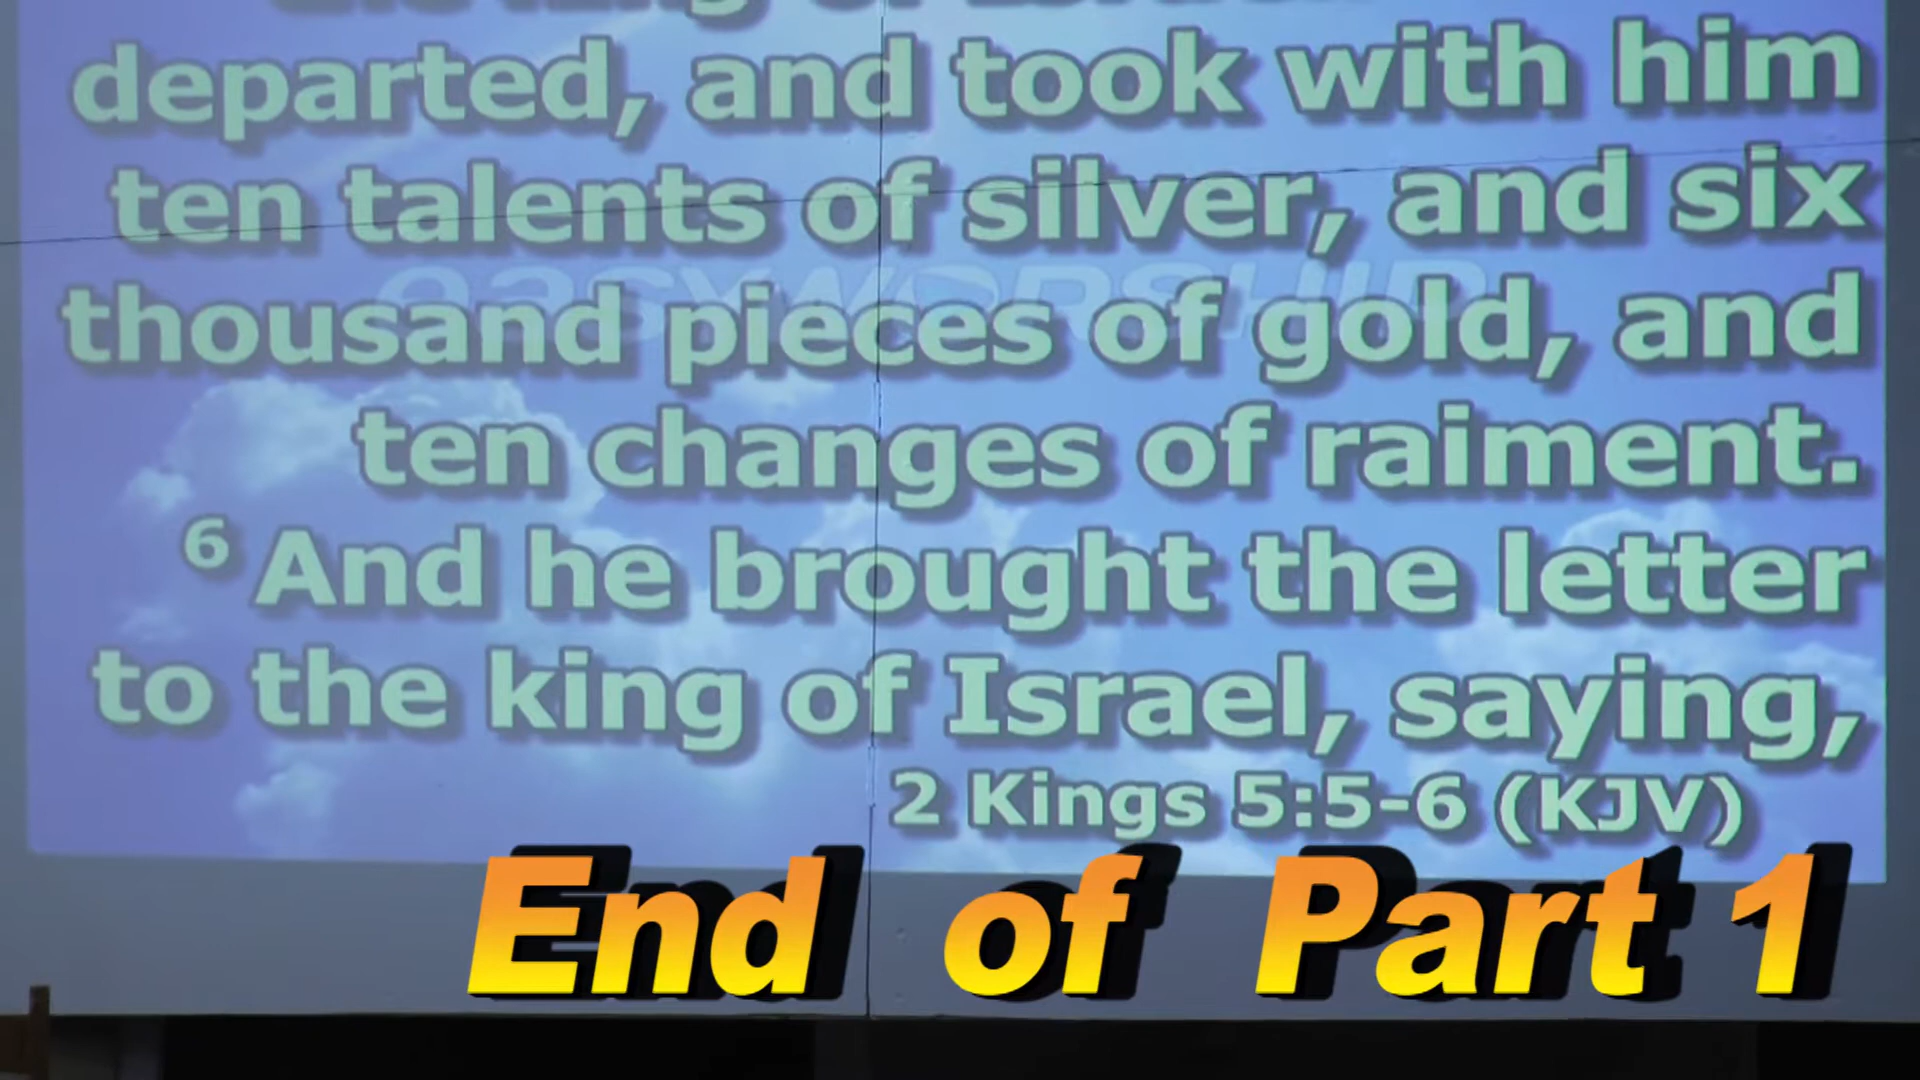 departed, and took with him
ten talents of silver, and six
thousand pieces of gold, and
ten changes of raiment.
6 And he brought the letter
to the king of Israel, saying,
2 Kings 5:5-6 (KJV)
easyworship
End of Part 1